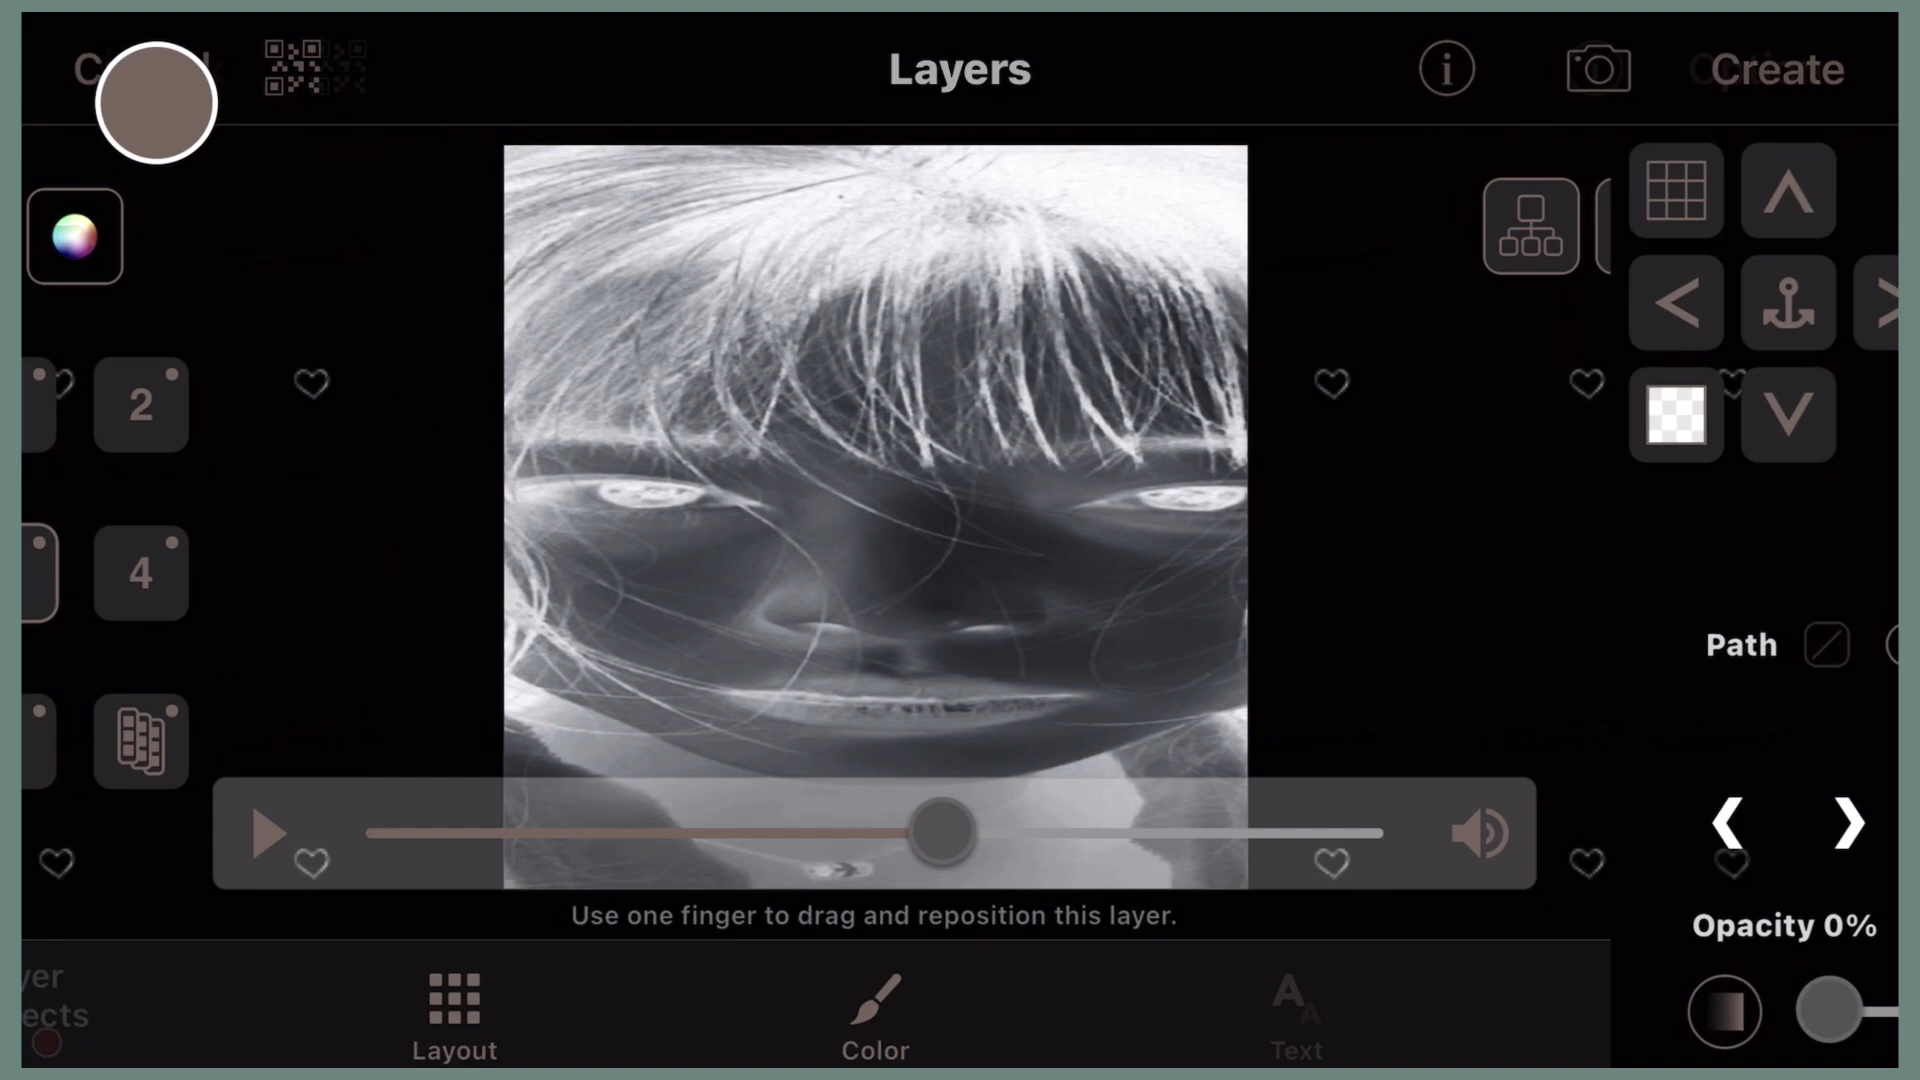 Layers
Create
2
4
Path
Opacity 0%
Use one finger to drag and reposition this layer.
Layout
Color
Text